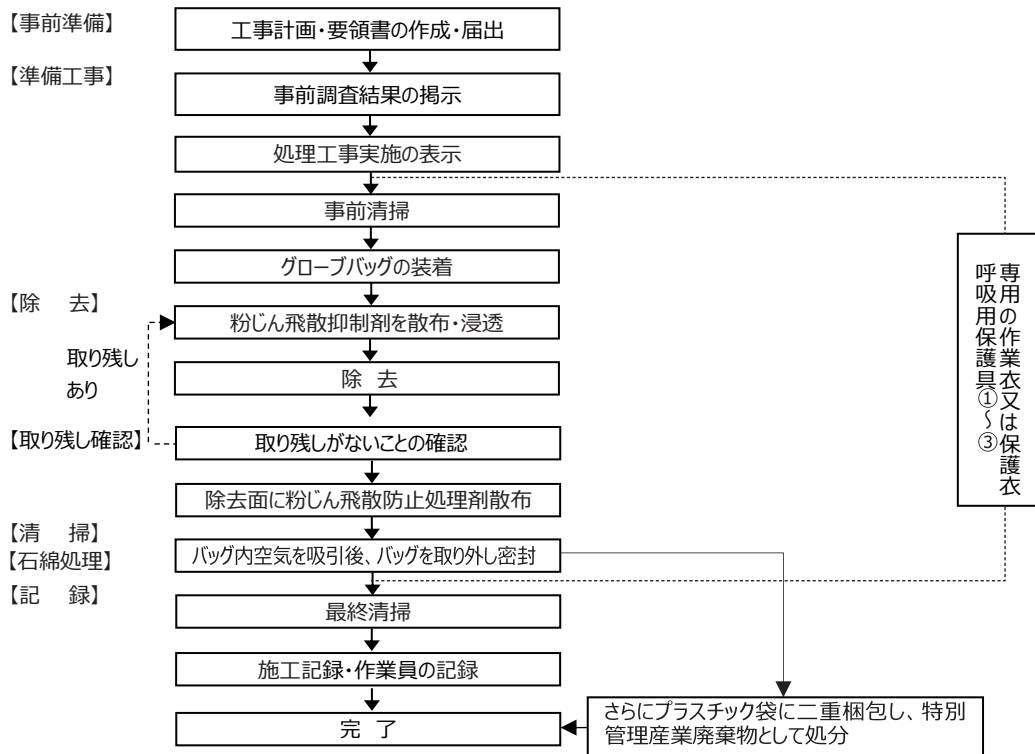 【事前準備】
工事計画・要領書の作成・届出
【準備工事】
事前調査結果の掲示
処理工事実施の表示
事前清掃
グローブバッグの装着
【除　去】
粉じん飛散抑制剤を散布・浸透
取り残し
あり
除 去
【取り残し確認】
取り残しがないことの確認
除去面に粉じん飛散防止処理剤散布
【清　掃】
【石綿処理】
バッグ内空気を吸引後、バッグを取り外し密封
【記　録】
最終清掃
施工記録・作業員の記録
完 了
さらにプラスチック袋に二重梱包し、特別
管理産業廃棄物として処分
専用の作業衣又は保護衣
呼吸用保護具①～③